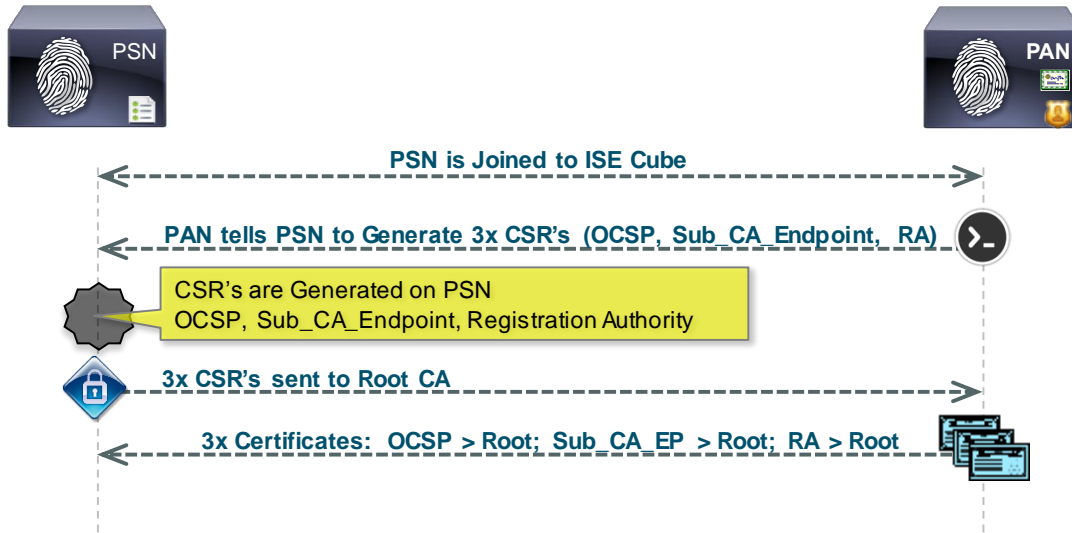 PSN
PAN
PSN is Joined to ISE Cube
PAN tells PSN to Generate 3x CSR's (OCSP, Sub_CA_Endpoint, RA)
CSR's are Generated on PSN
OCSP, Sub_CA_Endpoint, Registration Authority
3x CSR's sent to Root CA
3x Certificates: OCSP > Root; Sub_CA_EP > Root; RA > Root